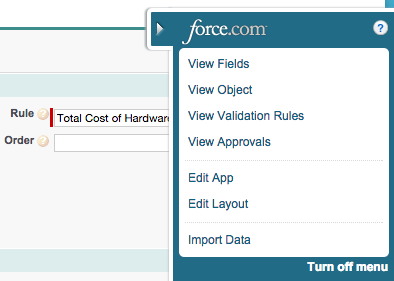 force.com
?
View Fields
View Object
Rule ? Total Cost of Hardware
View Validation Rules
Order ?
View Approvals
Edit App
Edit Layout
Import Data
Turn off menu